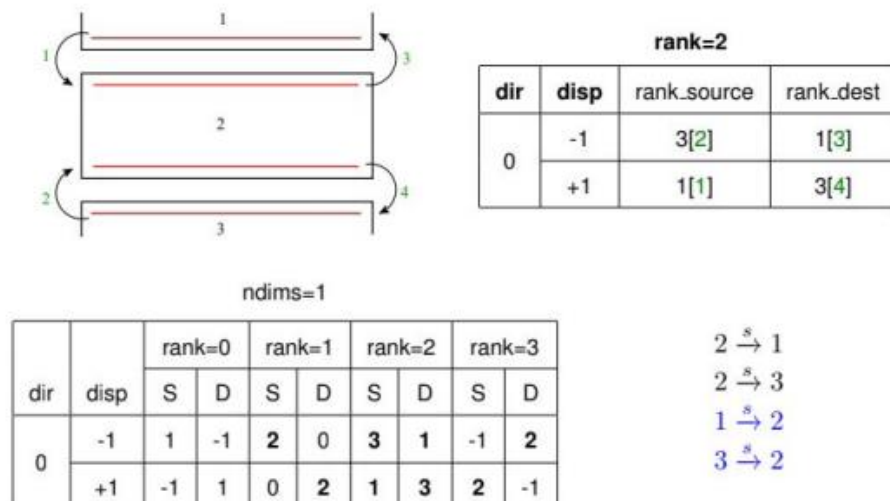 1
1
3
2
2
4
3
rank=2
dir disp rank_source rank_dest
0
-1 3[2] 1[3]
+1 1[1] 3[4]
ndims=1
rank=0 rank=1 rank=2 rank=3
dir disp S D S D S D S D
0
-1 1 -1 2 0 3 1 -1 2
+1 -1 1 0 2 1 3 2 -1
2 s→ 1
2 s→ 3
1 s→ 2
3 s→ 2